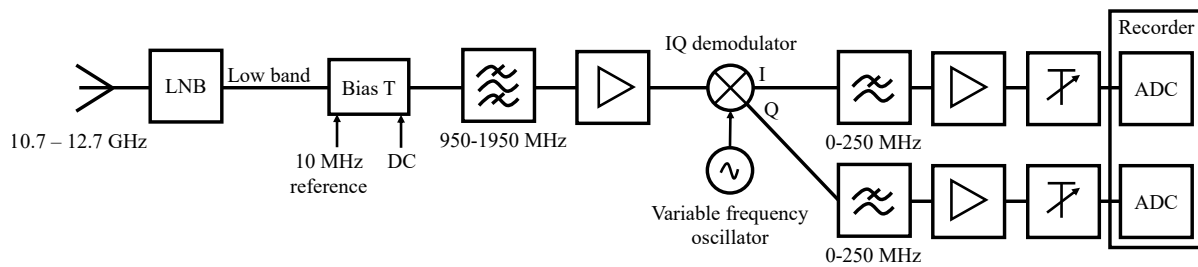 Recorder
IQ demodulator
LNB
Low band
Bias T
I
Q
ADC
10.7 – 12.7 GHz
950-1950 MHz
0-250 MHz
10 MHz
reference
DC
Variable frequency
oscillator
ADC
0-250 MHz